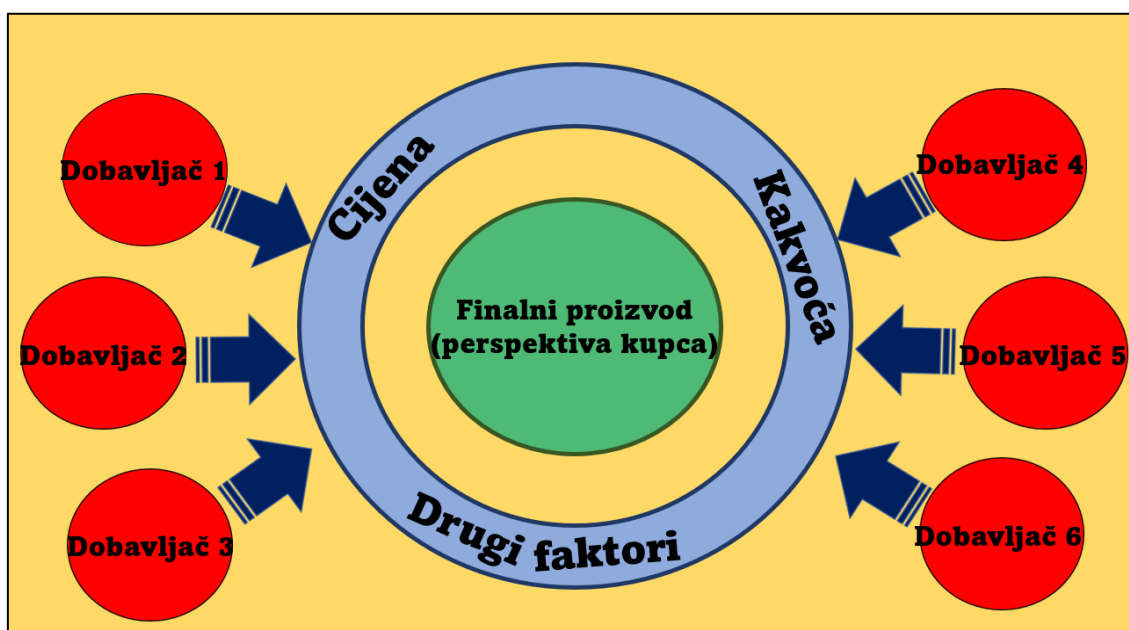 Dobavljač 1
Dobavljač 2
Dobavljač 3
Cijena
Kakvoća
Drugi faktori
Finalni proizvod
(perspektiva kupca)
Dobavljač 4
Dobavljač 5
Dobavljač 6